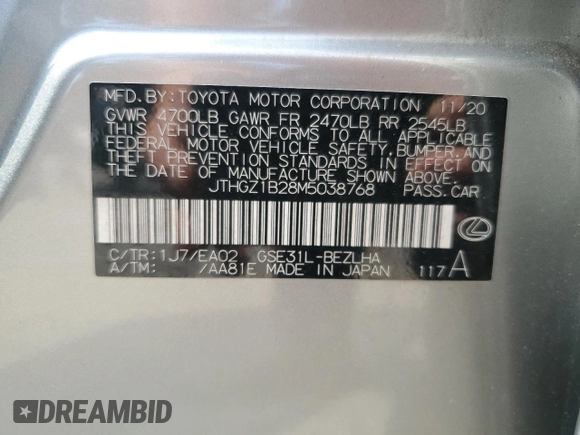 MFD.BY:TOYOTA MOTOR CORPORATION 11/20
GVWR 4700LB GAWR FR 2470LB RR 2545LB
THIS VEHICLE CONFORMS TO ALL APPLICABLE
FEDERAL MOTOR VEHICLE SAFETY,BUMPER,AND
THEFT PREVENTION STANDARDS IN EFFECT ON
THE DATE OF MANUFACTURE SHOWN ABOVE.
JTHGZ1B28M5038768 PASS.CAR
C/TR:1J7/EA02 GSE31L-BEZLHA
A/TM: /AA81E MADE IN JAPAN 117A
DREAMBID